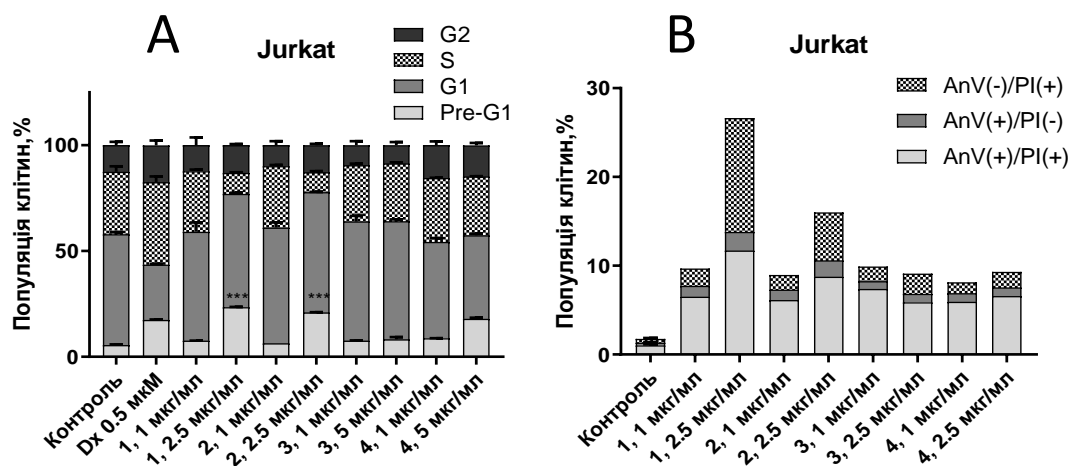 A
Jurkat
G2
S
G1
Pre-G1
Популяція клітин,%
100
50
0
***
***
Контроль
Dx 0.5 мкМ
1, 1 мкг/мл
1, 2.5 мкг/мл
2, 1 мкг/мл
2, 2.5 мкг/мл
3, 1 мкг/мл
3, 5 мкг/мл
4, 1 мкг/мл
4, 5 мкг/мл
B
Jurkat
AnV(-)/PI(+)
AnV(+)/PI(-)
AnV(+)/PI(+)
Популяція клітин,%
30
20
10
0
Контроль
1, 1 мкг/мл
1, 2.5 мкг/мл
2, 1 мкг/мл
2, 2.5 мкг/мл
3, 1 мкг/мл
3, 2.5 мкг/мл
4, 1 мкг/мл
4, 2.5 мкг/мл